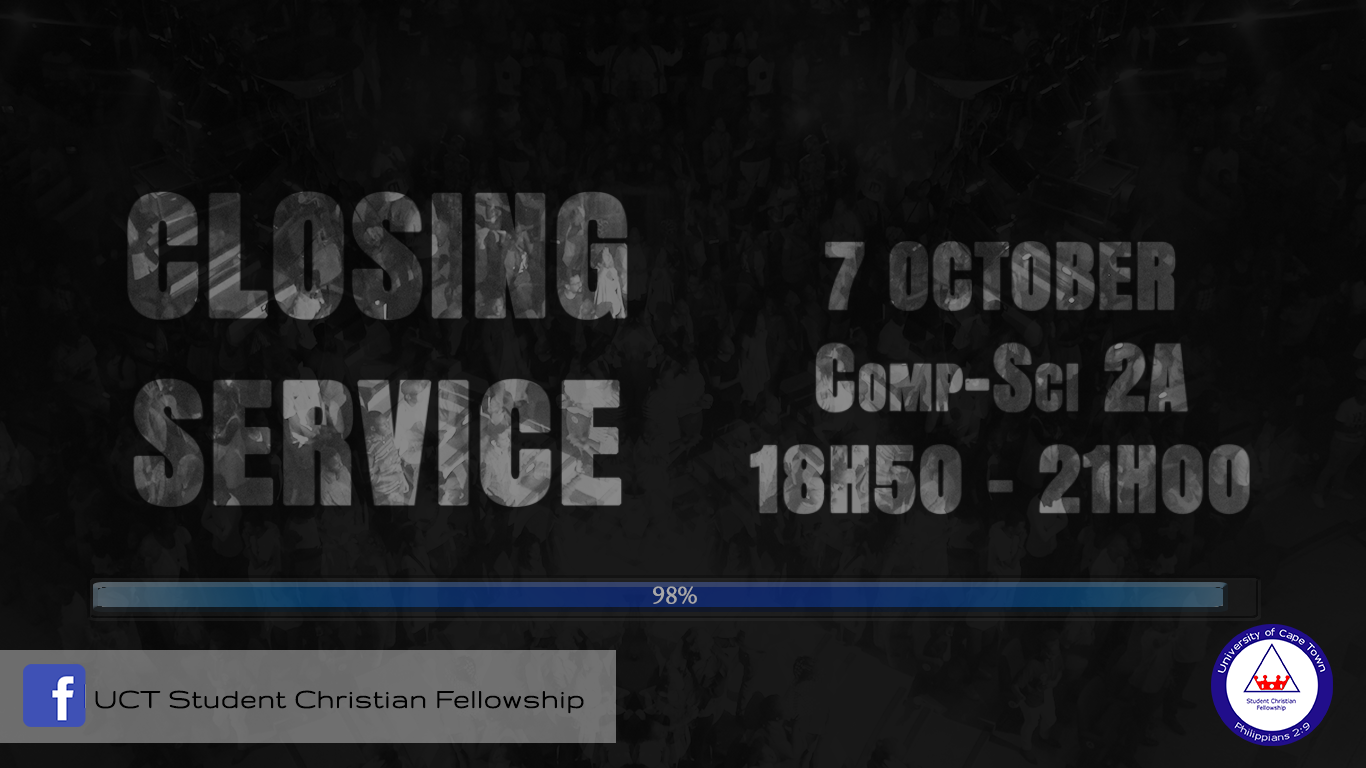 CLOSING
SERVICE
7 OCTOBER
COMP-SCI 2A
18H50 - 21H00
98%
f UCT Student Christian Fellowship
University of Cape Town
Student Christian
Fellowship
Philippians 2:9